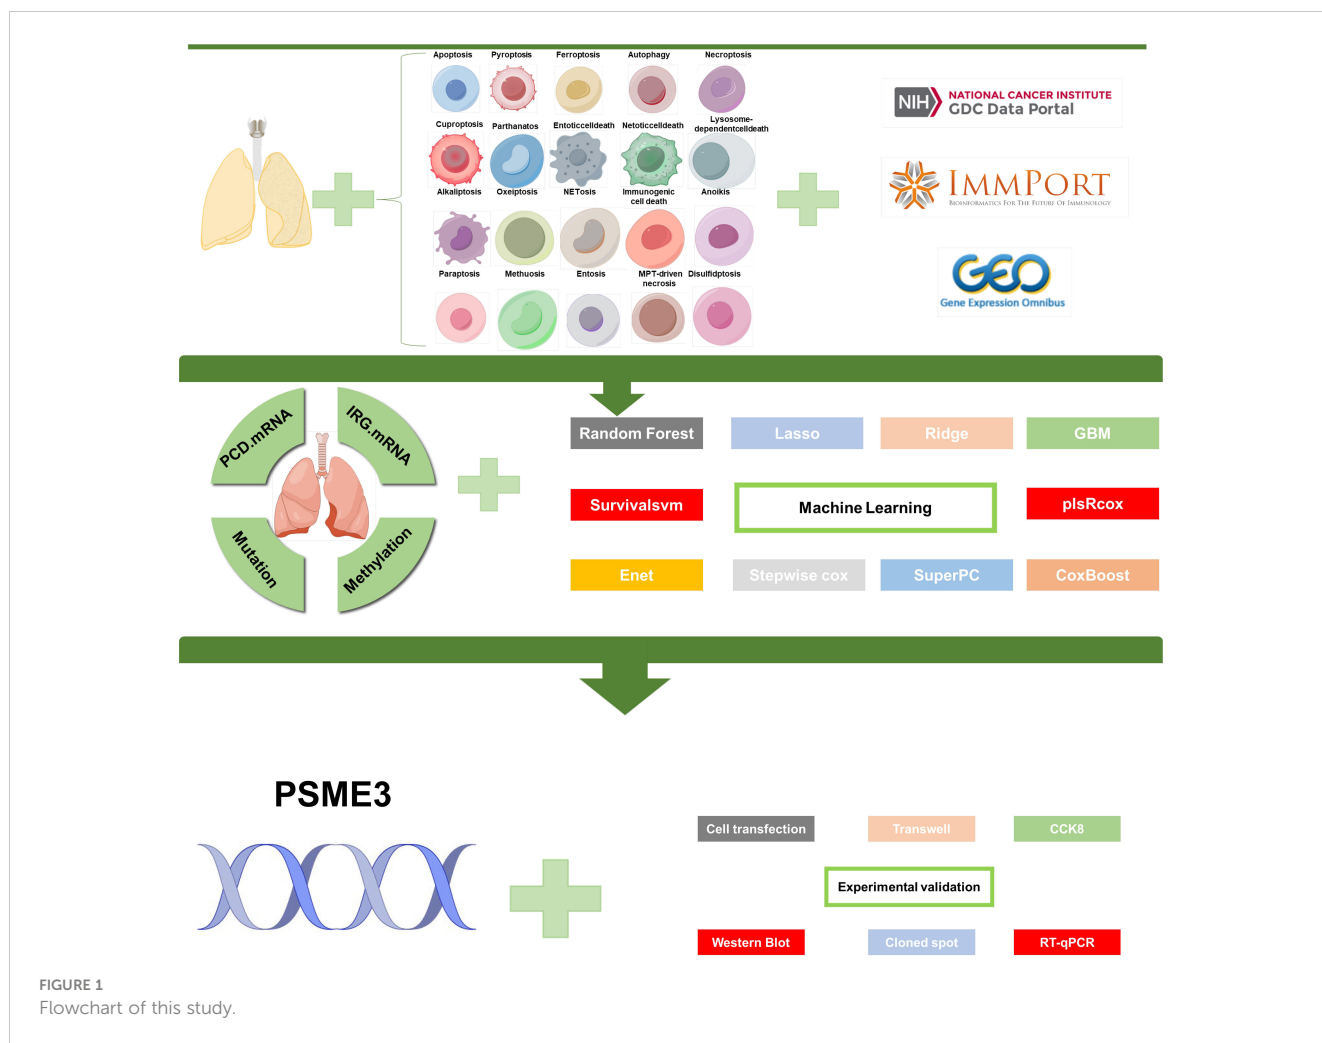 Apoptosis Pyroptosis Ferroptosis Autophagy Necroptosis
Cuproptosis Parthanatos Entoticcelldeath Netoticcelldeath Lysosome-
dependentcelldeath
Alkaliptosis Oxeiptosis NETosis Immunogenic
cell death Anoikis
Paraptosis Methuosis Entosis MPT-driven
necrosis Disulfidptosis
NIH NATIONAL CANCER INSTITUTE
GDC Data Portal
IMMPORT
BIOINFORMATICS FOR THE FUTURE OF IMMUNOLOGY
GEO
Gene Expression Omnibus
PCD.mRNA
IRG.mRNA
Mutation
Methylation
Random Forest Lasso Ridge GBM
Survivalsvm Machine Learning plsRcox
Enet Stepwise cox SuperPC CoxBoost
PSME3
Cell transfection Transwell CCK8
Experimental validation
Western Blot Cloned spot RT-qPCR
FIGURE 1
Flowchart of this study.